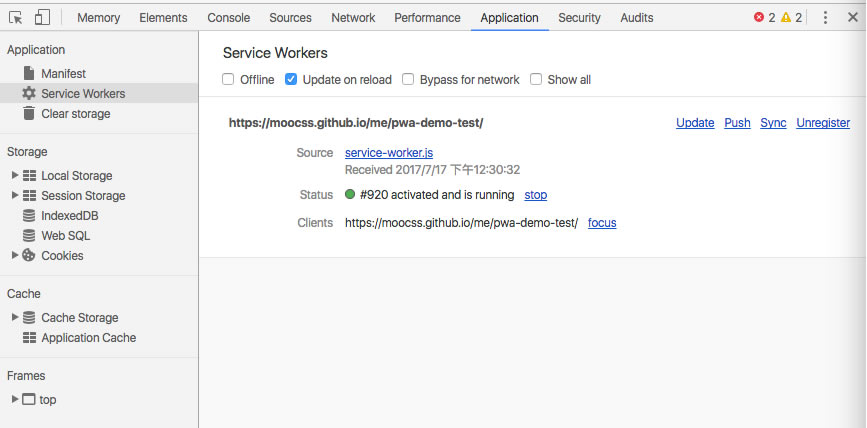 Memory Elements Console Sources Network Performance Application Security Audits 2 2
Application
Manifest
Service Workers
Clear storage
Storage
Local Storage
Session Storage
IndexedDB
Web SQL
Cookies
Cache
Cache Storage
Application Cache
Frames
top
Service Workers
Offline Update on reload Bypass for network Show all
https://moocss.github.io/me/pwa-demo-test/ Update Push Sync Unregister
Source service-worker.js
Received 2017/7/17 下午12:30:32
Status #920 activated and is running stop
Clients https://moocss.github.io/me/pwa-demo-test/ focus